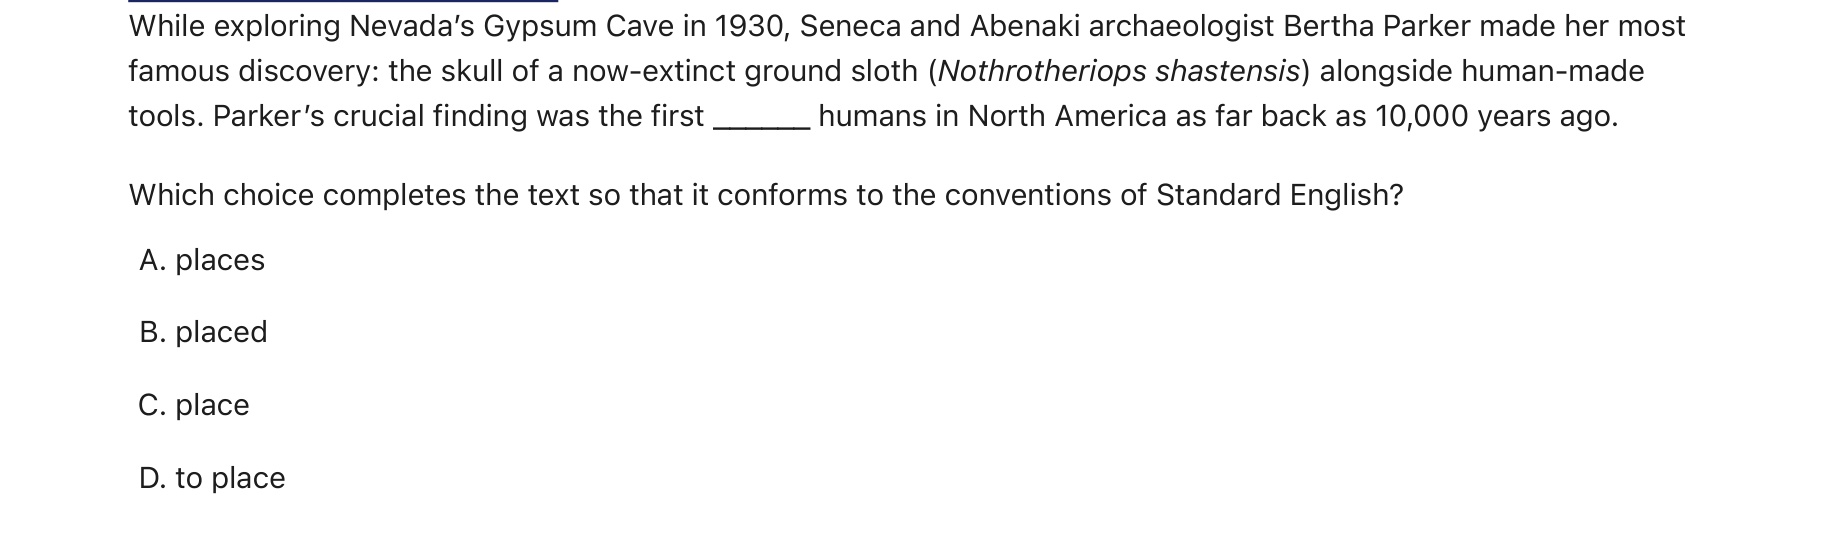 While exploring Nevada’s Gypsum Cave in 1930, Seneca and Abenaki archaeologist Bertha Parker made her most
famous discovery: the skull of a now-extinct ground sloth (Nothrotheriops shastensis) alongside human-made
tools. Parker’s crucial finding was the first ______ humans in North America as far back as 10,000 years ago.
Which choice completes the text so that it conforms to the conventions of Standard English?
A. places
B. placed
C. place
D. to place